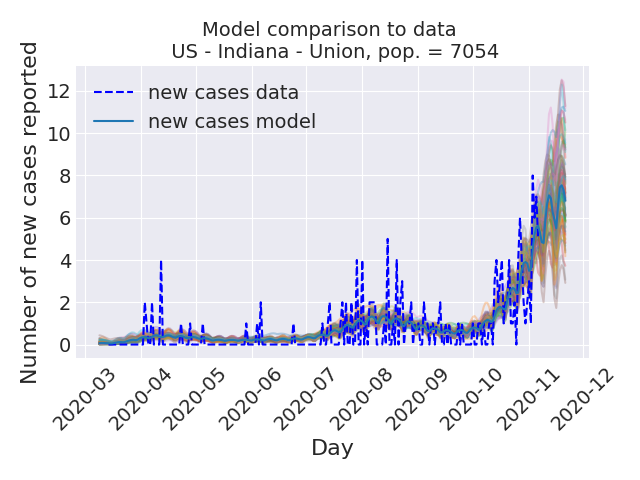 Model comparison to data
US - Indiana - Union, pop. = 7054
Number of new cases reported
12
10
8
6
4
2
0
new cases data
new cases model
2020-03
2020-04
2020-05
2020-06
2020-07
2020-08
2020-09
2020-10
2020-11
2020-12
Day